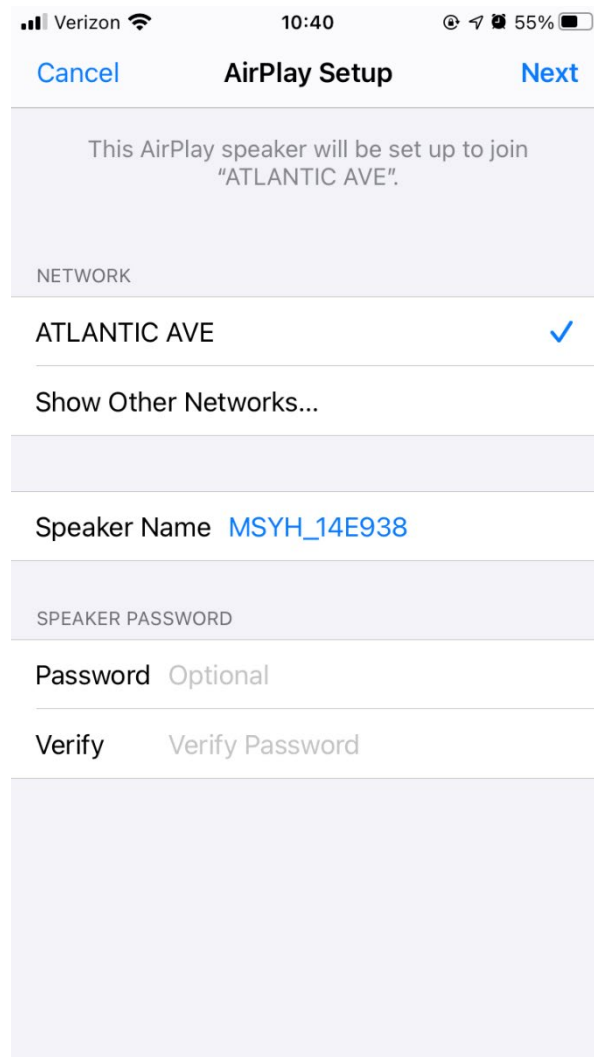 Verizon 10:40 55%
Cancel AirPlay Setup Next
This AirPlay speaker will be set up to join
“ATLANTIC AVE”.
NETWORK
ATLANTIC AVE
Show Other Networks...
Speaker Name MSYH_14E938
SPEAKER PASSWORD
Password Optional
Verify Verify Password